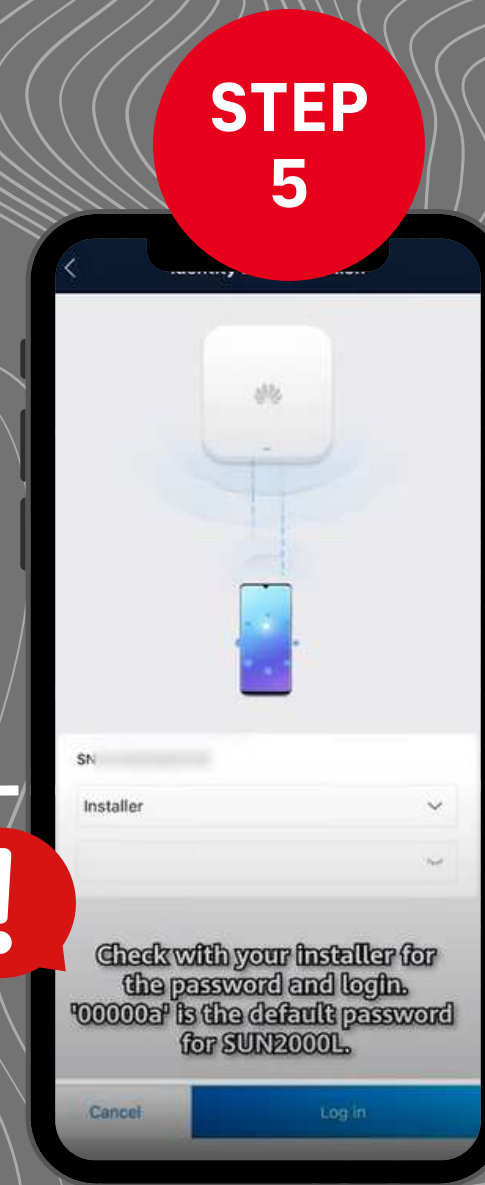 STEP
5
SN
Installer
Check with your installer for
the password and login.
'00000a' is the default password
for SUN2000L.
Cancel
Log in